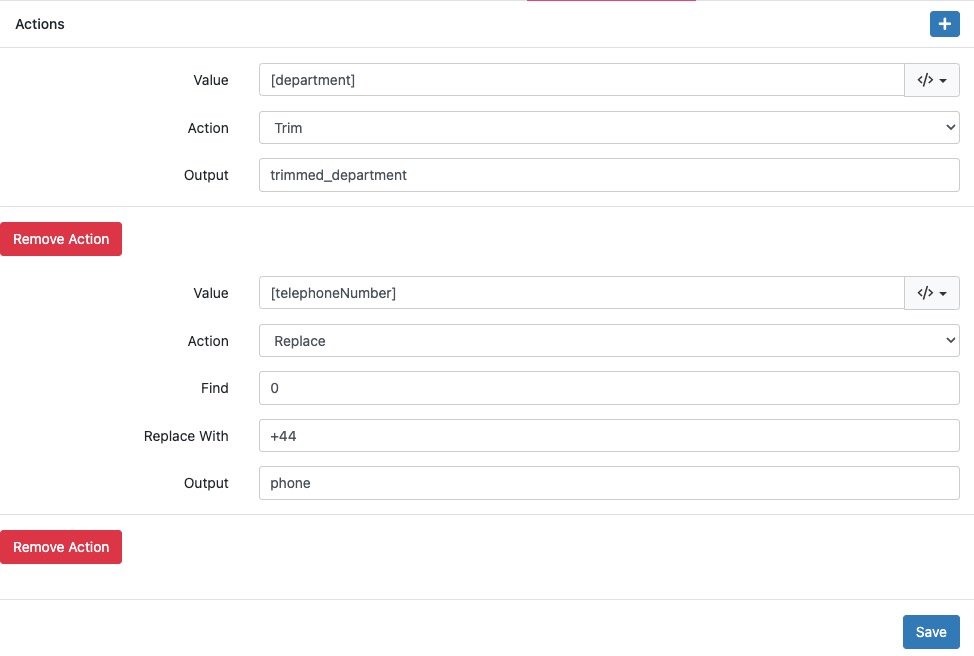 Actions
Value [department]
Action Trim
Output trimmed_department
Remove Action
Value [telephoneNumber]
Action Replace
Find 0
Replace With +44
Output phone
Remove Action
Save